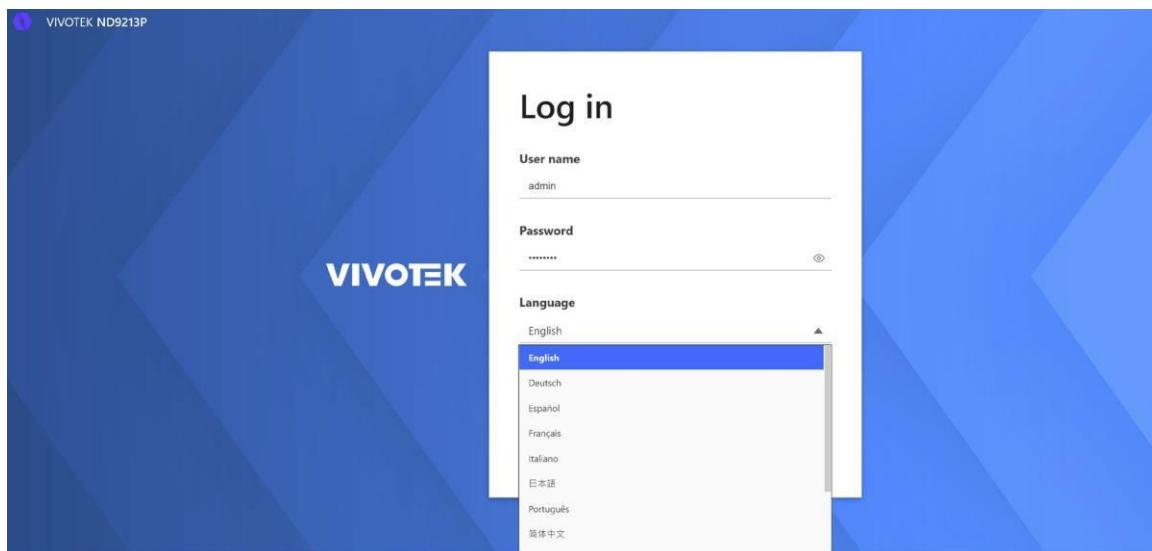 VIVOTEK ND9213P
VIVOTEK
Log in
User name
admin
Password
••••••••
Language
English
English
Deutsch
Español
Français
Italiano
日本語
Português
简体中文